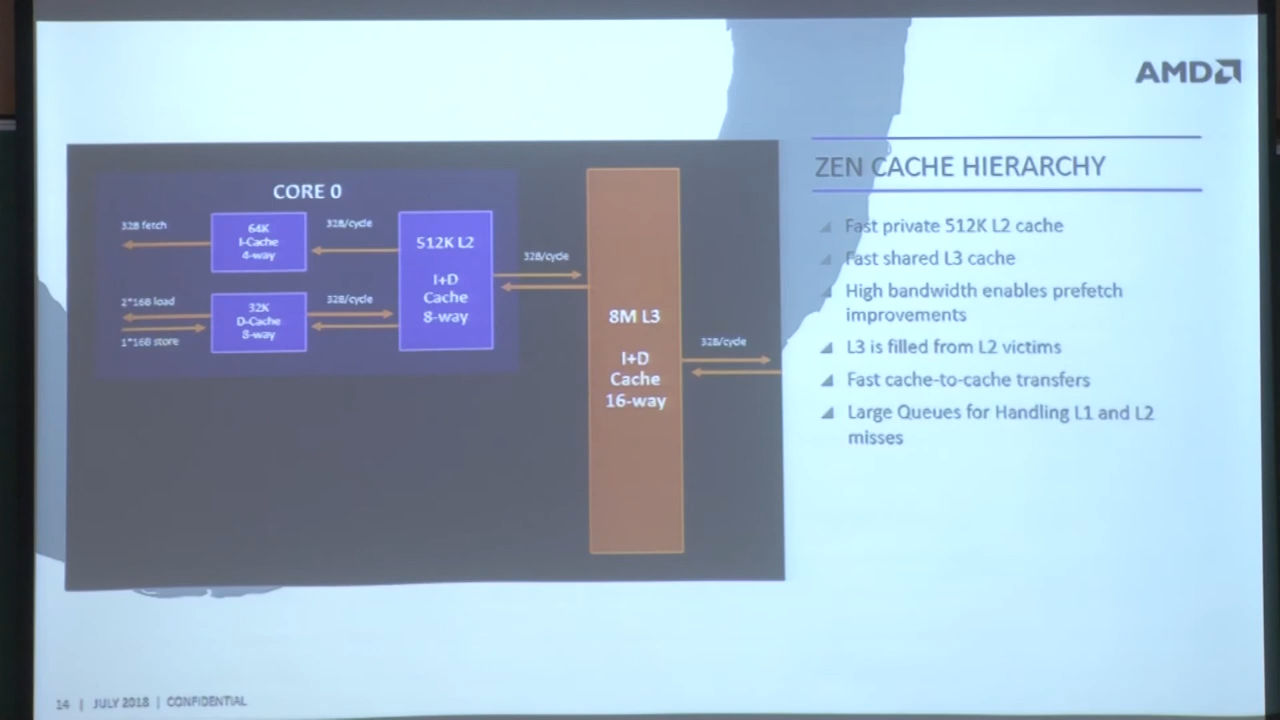 AMD
ZEN CACHE HIERARCHY
Fast private 512K L2 cache
Fast shared L3 cache
High bandwidth enables prefetch
improvements
L3 is filled from L2 victims
Fast cache-to-cache transfers
Large Queues for Handling L1 and L2
misses
CORE 0
32B fetch
64K
I-Cache
4-way
32B/cycle
512K L2
I+D
Cache
8-way
2*16B load
1*16B store
32K
D-Cache
8-way
32B/cycle
32B/cycle
8M L3
I+D
Cache
16-way
32B/cycle
14 | JULY 2018 | CONFIDENTIAL